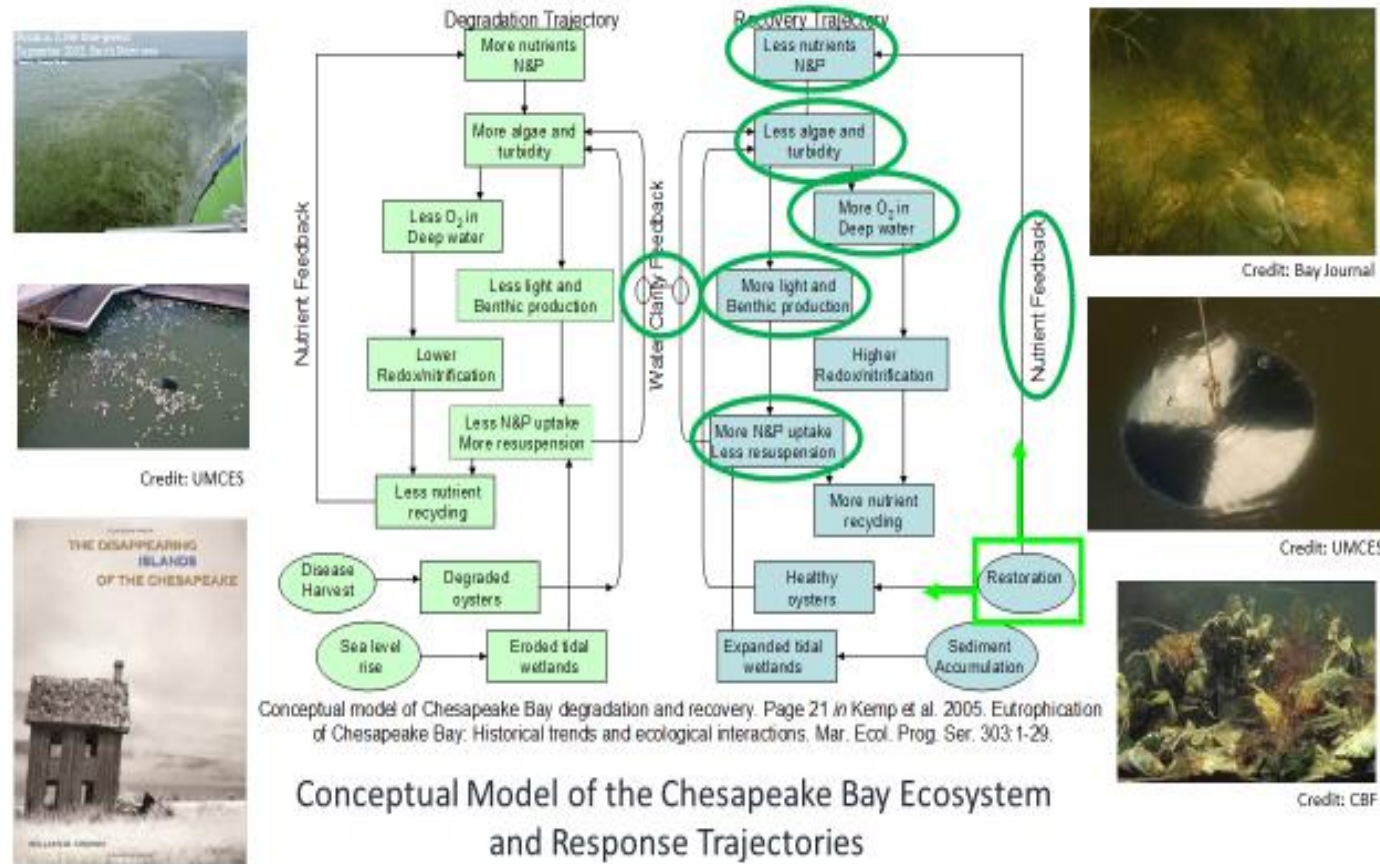 Degradation Trajectory
Recovery Trajectory
More nutrients
N&P
Less nutrients
N&P
More algae and
turbidity
Less algae and
turbidity
Less O₂ in
Deep water
More O₂ in
Deep water
Nutrient Feedback
Water Clarity Feedback
Nutrient Feedback
Less light and
Benthic production
More light and
Benthic production
Lower
Redox/nitrification
Higher
Redox/nitrification
Less N&P uptake
More resuspension
More N&P uptake
Less resuspension
Less nutrient
recyding
More nutrient
recyding
Disease
Harvest
Degraded
oysters
Healthy
oysters
Restoration
Sea level
rise
Eroded tidal
wetlands
Expanded tidal
wetlands
Sediment
Accumulation
Credit: UMCES
THE DISAPPEARING
ISLANDS
OF THE CHESAPEAKE
Credit: Bay Journal
Credit: UMCES
Credit: CBF
Conceptual model of Chesapeake Bay degradation and recovery. Page 21 in Kemp et al. 2005. Eutrophication
of Chesapeake Bay: Historical trends and ecological interactions. Mar. Ecol. Prog. Ser. 303:1-29.
Conceptual Model of the Chesapeake Bay Ecosystem
and Response Trajectories